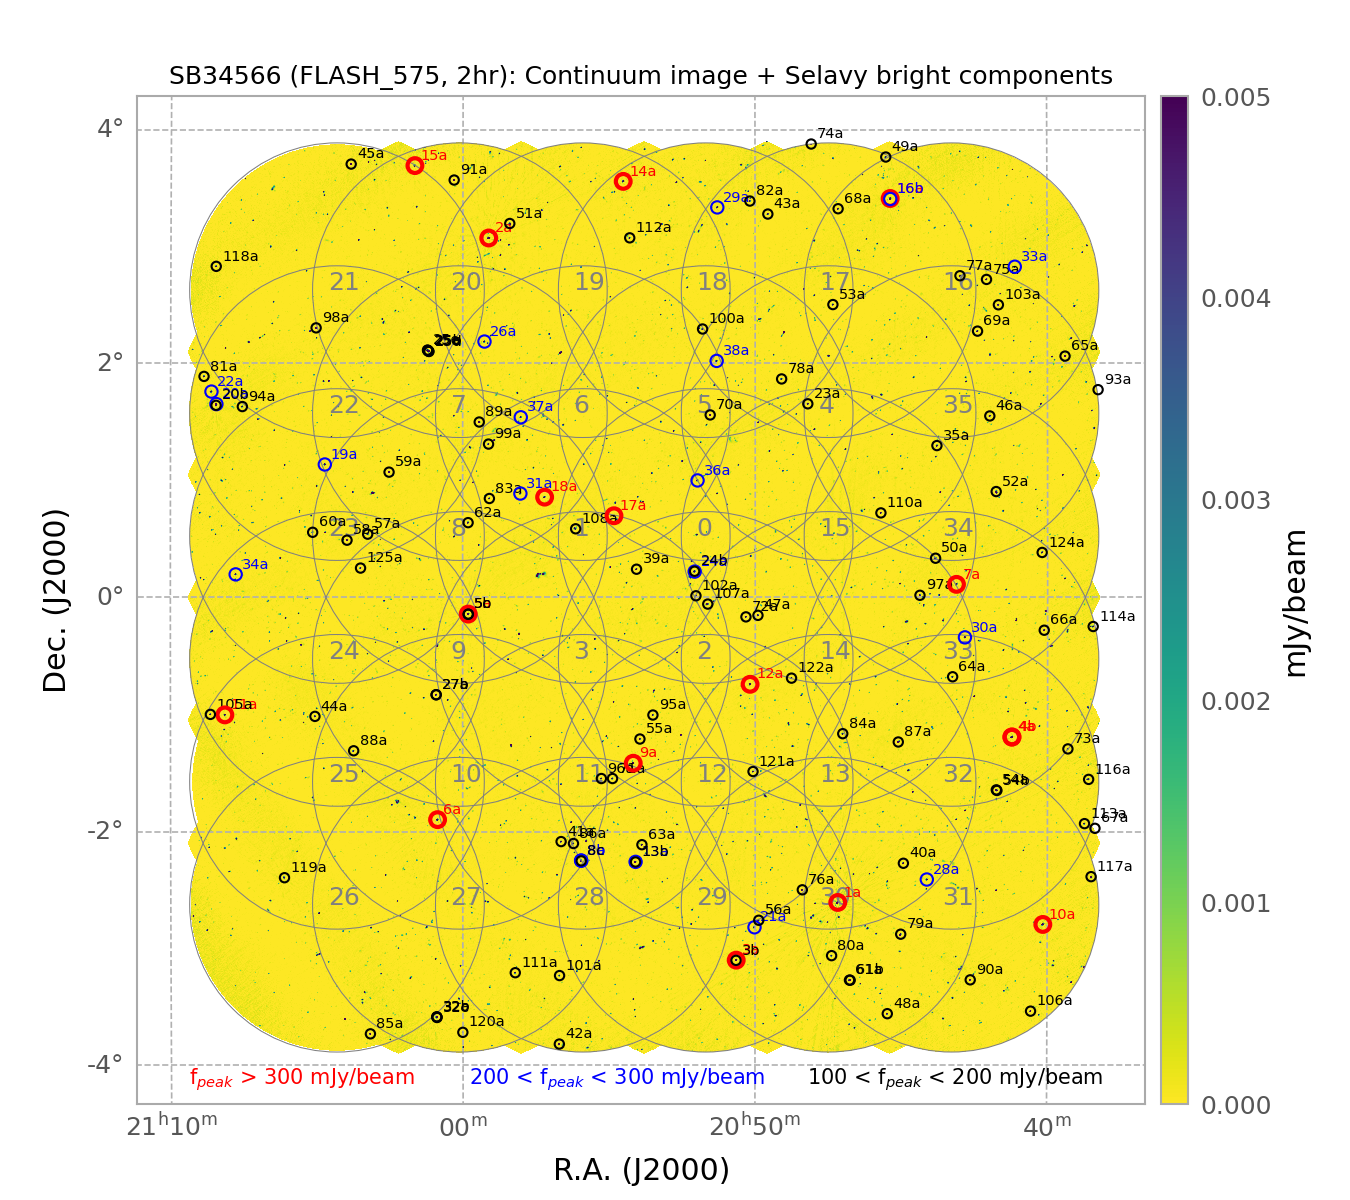 SB34566 (FLASH_575, 2hr): Continuum image + Selavy bright components
0.005
0.004
0.003
0.002
0.001
0.000
mJy/beam
4°
2°
0°
-2°
-4°
Dec. (J2000)
74a
45a 15a 49a
91a 14a 16b
82a
29a 43a 68a
51a
2a 112a
118a 33a
77a 75a
21 20 19 18 17 16
53a 103a
98a 100a 69a
26a
65a
38a
81a 78a 93a
22a
20b 94a 23a
22 7 6 5 4 35
37a 70a 46a
89a
99a 35a
19a 59a
36a
83a 31a 18a 52a
62a 17a 110a
60a 57a 108a
23 58a 8 1 0 15 34
50a 124a
34a 125a 39a 24b
102a 97a 7a
107a
5b 72a 47a
66a 114a
30a
24 9 3 2 14 33
12a 122a 64a
27b
105a 44a 95a
55a 84a 87a 4b 73a
88a 9a
25 10 11 12 13 32
121a 116a
54b
6a 113a
67a
41a 86a 63a
8b 13b 40a
119a 28a 117a
76a
26 27 28 29 30 1a 31
56a 21a 10a
79a
3b 80a
111a 101a 61b 90a
32b 48a 106a
85a 120a 42a
fpeak > 300 mJy/beam 200 < fpeak < 300 mJy/beam 100 < fpeak < 200 mJy/beam
21h10m 00m 20h50m 40m
R.A. (J2000)